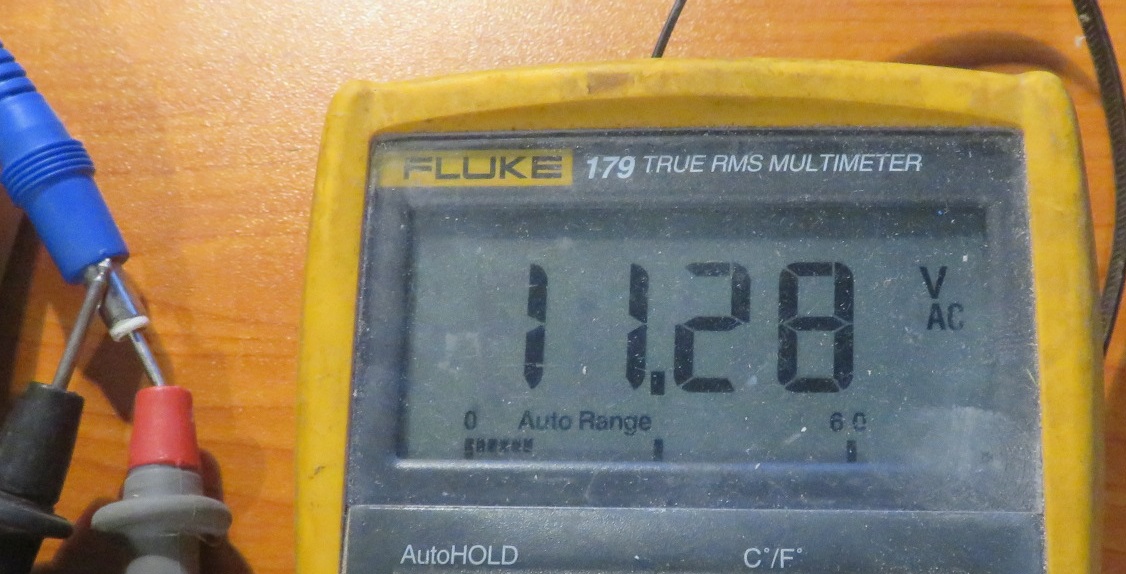 FLUKE 179 TRUE RMS MULTIMETER
11.28 V
AC
0 Auto Range 60
AutoHOLD C°/F°